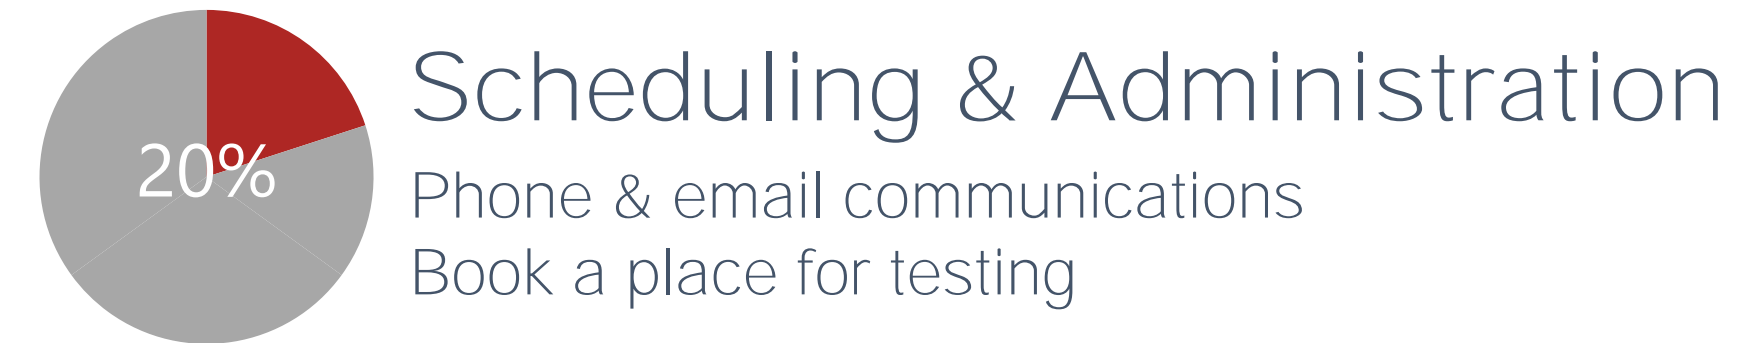 20%
Scheduling & Administration
Phone & email communications
Book a place for testing